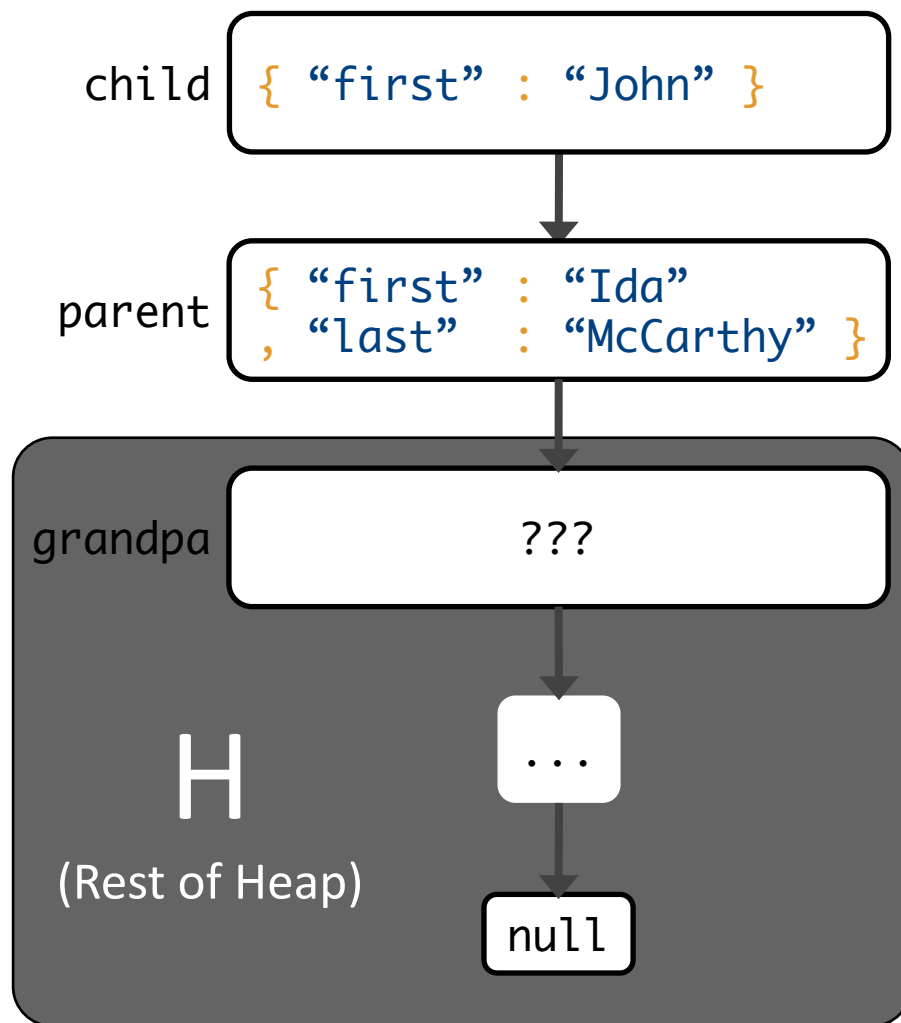 child { “first” : “John” }
parent
{ “first” : “Ida”
, “last” : “McCarthy” }
grandpa ???
...
H
(Rest of Heap)
null